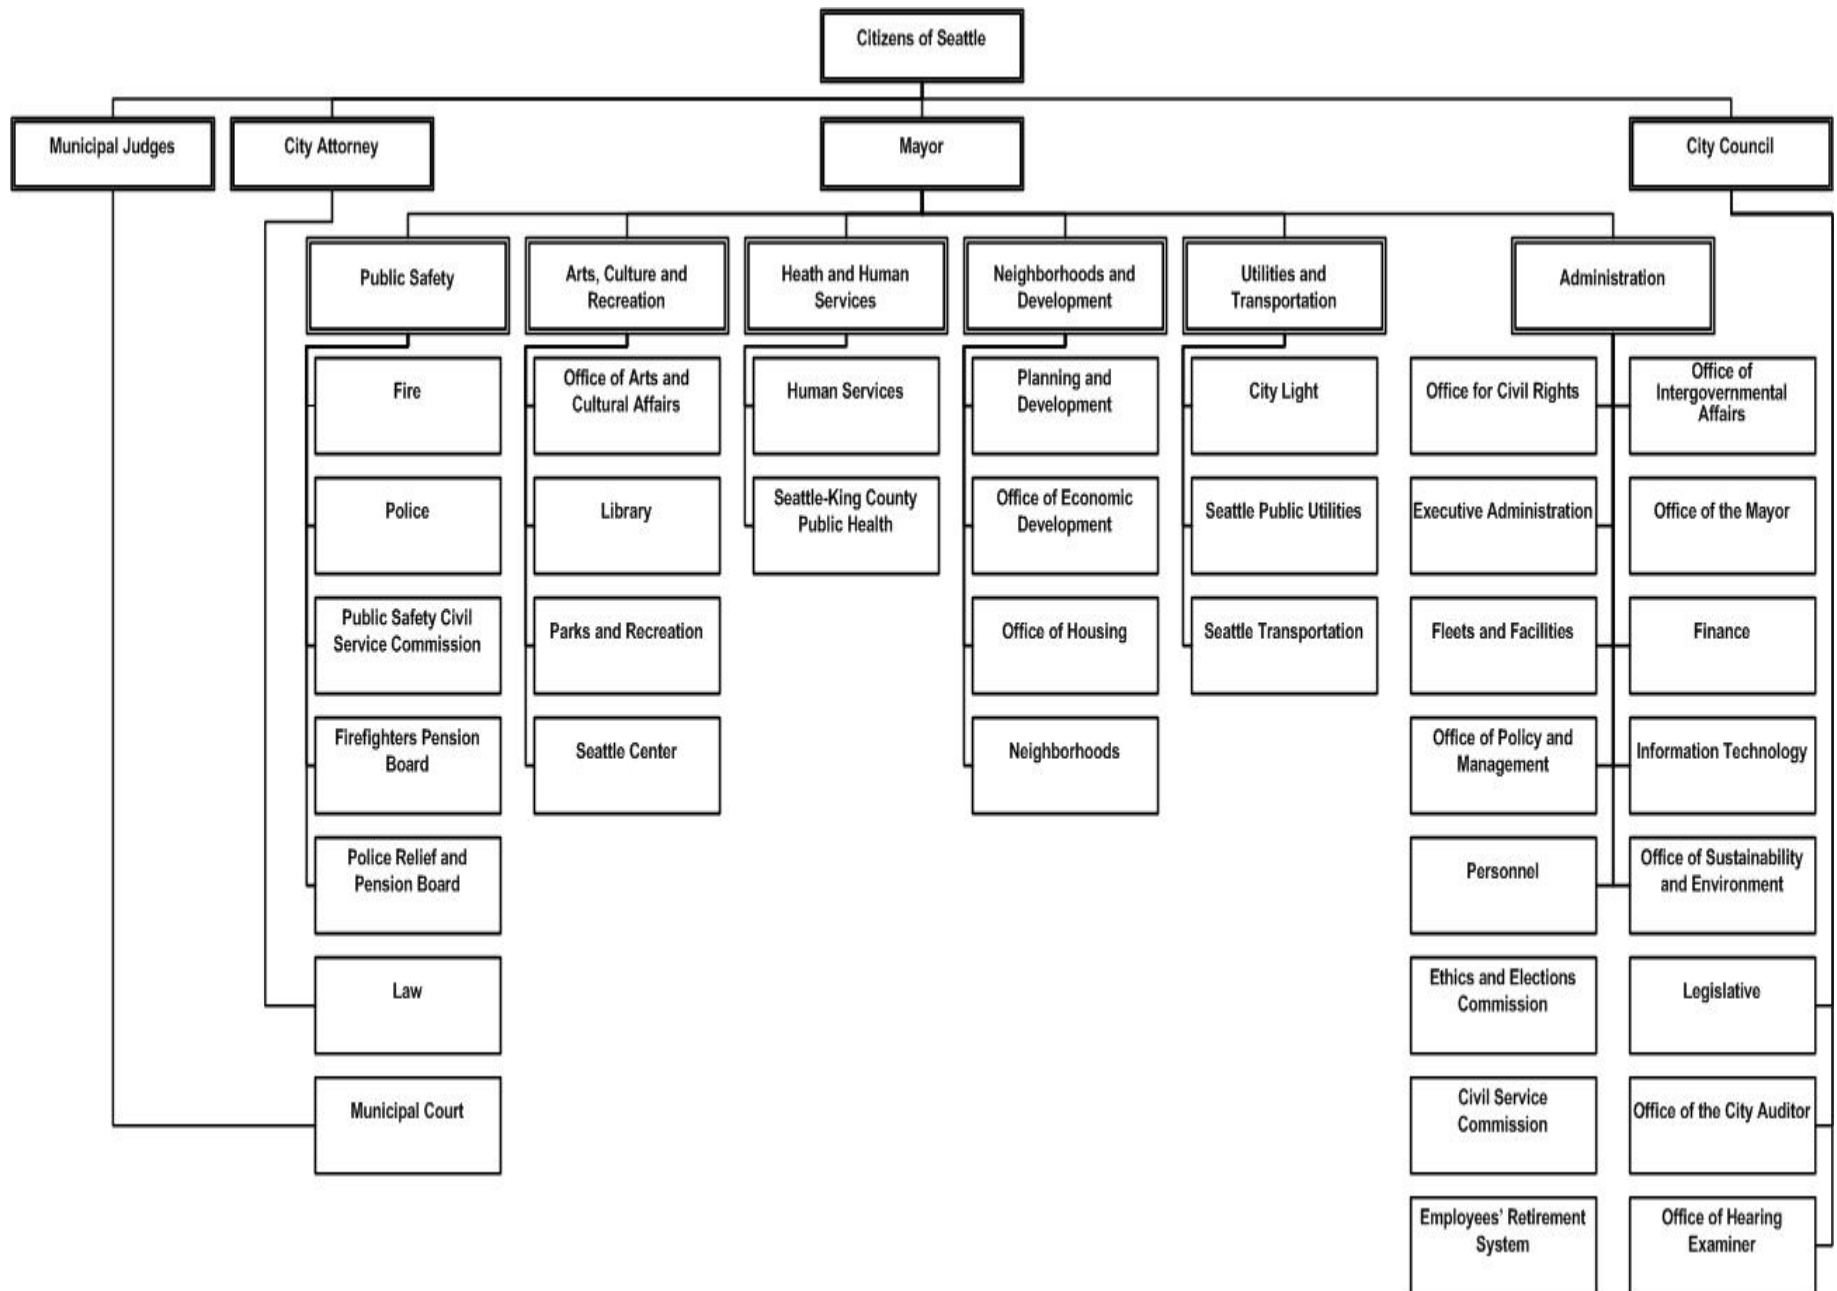 Citizens of Seattle
Municipal Judges
City Attorney
Mayor
City Council
Public Safety
Arts, Culture and
Recreation
Heath and Human
Services
Neighborhoods and
Development
Utilities and
Transportation
Administration
Fire
Office of Arts and
Cultural Affairs
Human Services
Planning and
Development
City Light
Office for Civil Rights
Office of
Intergovernmental
Affairs
Police
Library
Seattle-King County
Public Health
Office of Economic
Development
Seattle Public Utilities
Executive Administration
Office of the Mayor
Public Safety Civil
Service Commission
Parks and Recreation
Office of Housing
Seattle Transportation
Fleets and Facilities
Finance
Firefighters Pension
Board
Seattle Center
Neighborhoods
Office of Policy and
Management
Information Technology
Police Relief and
Pension Board
Personnel
Office of Sustainability
and Environment
Law
Ethics and Elections
Commission
Legislative
Municipal Court
Civil Service
Commission
Office of the City Auditor
Employees' Retirement
System
Office of Hearing
Examiner